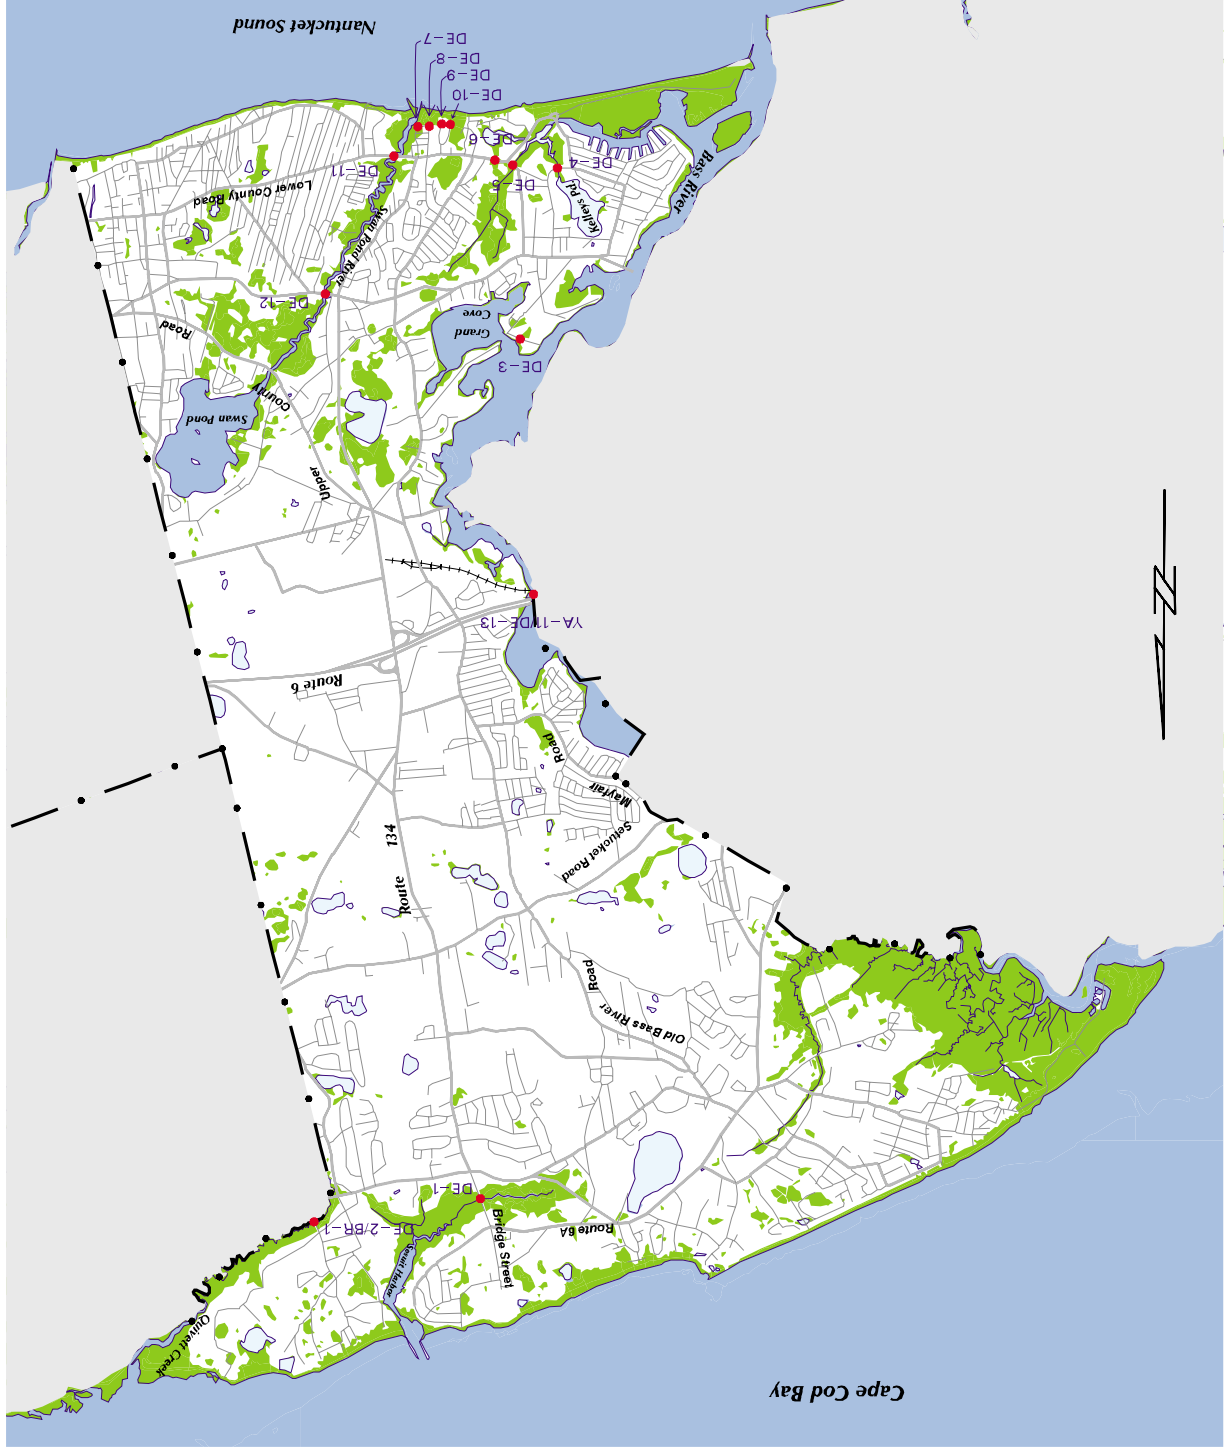 Cape Cod Bay
Quivett Creek
Sesuit Harbor
Bridge Street
Route 6A
DE-2/BR-1
DE-1
Old Bass River
Road
Route
134
Setucket Road
Mayfair
Road
Route 6
YA-11/DE-13
N
Upper
County
Road
Swan Pond
DE-3
Grand
Cove
DE-12
Swan Pond River
Kelleys Pd.
Bass River
Lower County Road
DE-11
DE-5
DE-4
DE-6
DE-10
DE-9
DE-8
DE-7
Nantucket Sound